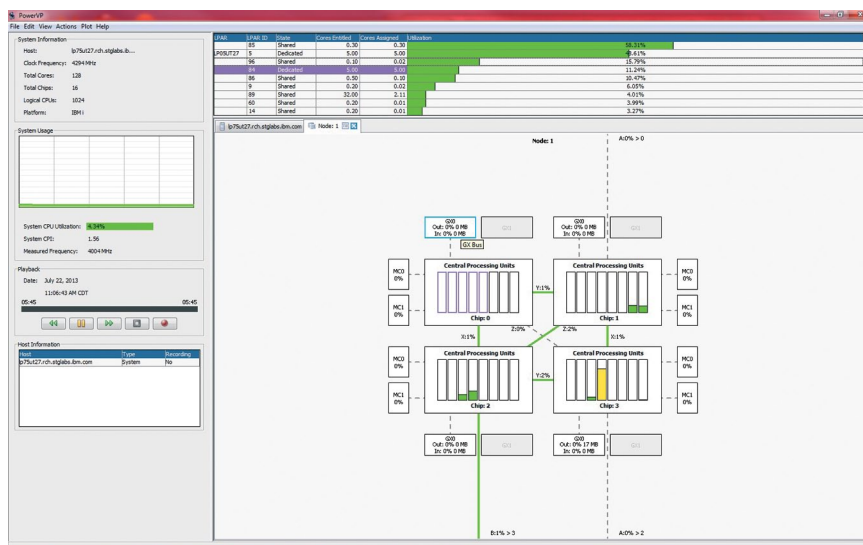 PowerVP
File Edit View Actions Plot Help
System Information
Host: lp75ut27.rch.stglabs.ib...
Clock Frequency: 4294 MHz
Total Cores: 128
Total Chips: 16
Logical CPUs: 1024
Platform: IBM i
System Usage
System CPU Utilization: 4.34%
System CPI: 1.56
Measured Frequency: 4004 MHz
Playback
Date: July 22, 2013
11:06:43 AM CDT
05:45 05:45
Host Information
Host Type Recording
lp75ut27.rch.stglabs.ibm.com System No
LPAR LPAR ID State Cores Entitled Cores Assigned Utilization
85 Shared 0.30 0.30 58.31%
LP05UT27 5 Dedicated 5.00 5.00
96 Shared 0.10 0.02 15.79%
84 Dedicated 5.00 5.00 11.24%
86 Shared 0.50 0.10 10.47%
9 Shared 0.20 0.02 6.05%
89 Shared 32.00 2.11 4.01%
60 Shared 0.20 0.01 3.99%
14 Shared 0.20 0.01 3.27%
lp75ut27.rch.stglabs.ibm.com Node: 1
Node: 1
A:0% > 0
GX0
Out: 0% 0 MB
In: 0% 0 MB
GX1
GX0
Out: 0% 0 MB
In: 0% 0 MB
GX1
GX Bus
MC0
0%
MC1
0%
Central Processing Units
Chip: 0
Y:1%
Central Processing Units
Chip: 1
MC0
0%
MC1
0%
X:1%
Z:0%
Z:2%
X:1%
MC0
0%
MC1
0%
Central Processing Units
Chip: 2
Y:2%
Central Processing Units
Chip: 3
MC0
0%
MC1
0%
GX0
Out: 0% 0 MB
In: 0% 0 MB
GX1
GX0
Out: 0% 17 MB
In: 0% 0 MB
GX1
B:1% > 3
A:0% > 2